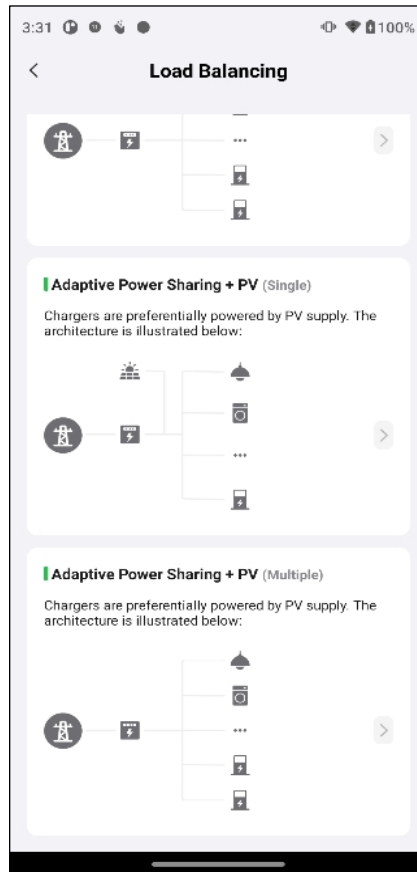 3:31 100%
Load Balancing
Adaptive Power Sharing + PV (Single)
Chargers are preferentially powered by PV supply. The
architecture is illustrated below:
Adaptive Power Sharing + PV (Multiple)
Chargers are preferentially powered by PV supply. The
architecture is illustrated below: